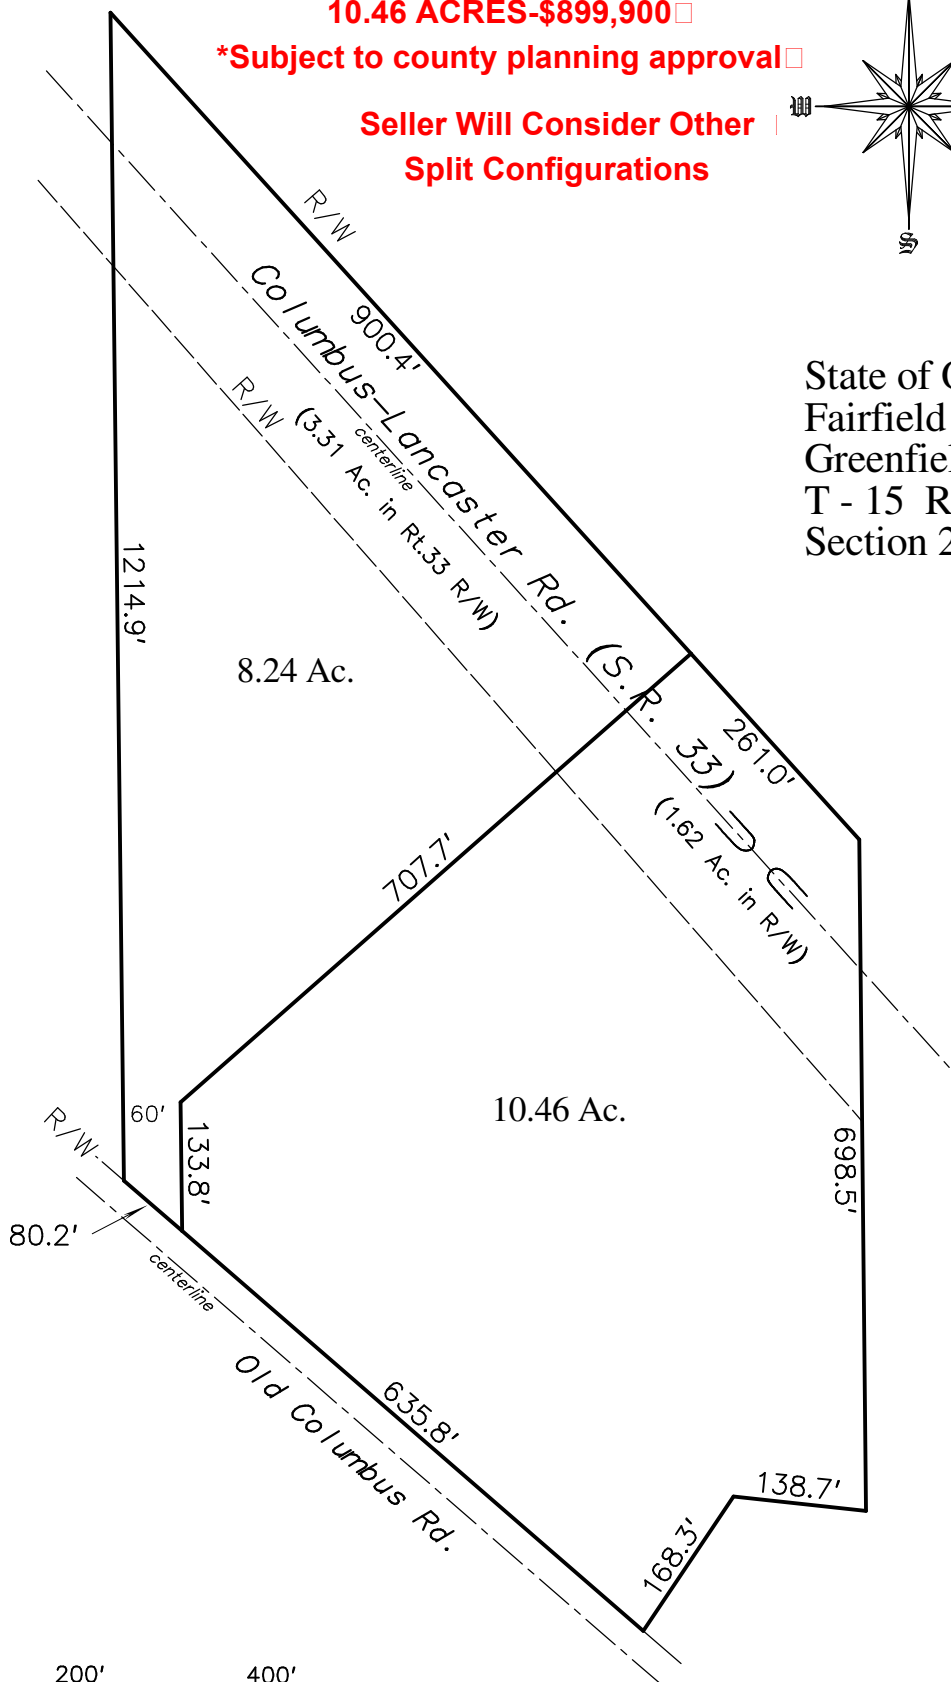 10.46 ACRES-$899,900
*Subject to county planning approval
Seller Will Consider Other
Split Configurations
W
S
R/W
900.4'
Columbus-Lancaster Rd. (S.R. 33)
centerline
R/W
(3.31 Ac. in Rt.33 R/W)
State of
Fairfield
T - 15 R
Section 2
1214.9'
8.24 Ac.
261.0'
(1.62 Ac. in R/W)
707.7'
60'
133.8'
10.46 Ac.
698.5'
R/W
80.2'
centerline
Old Columbus Rd.
635.8'
138.7'
168.3'
200'
400'